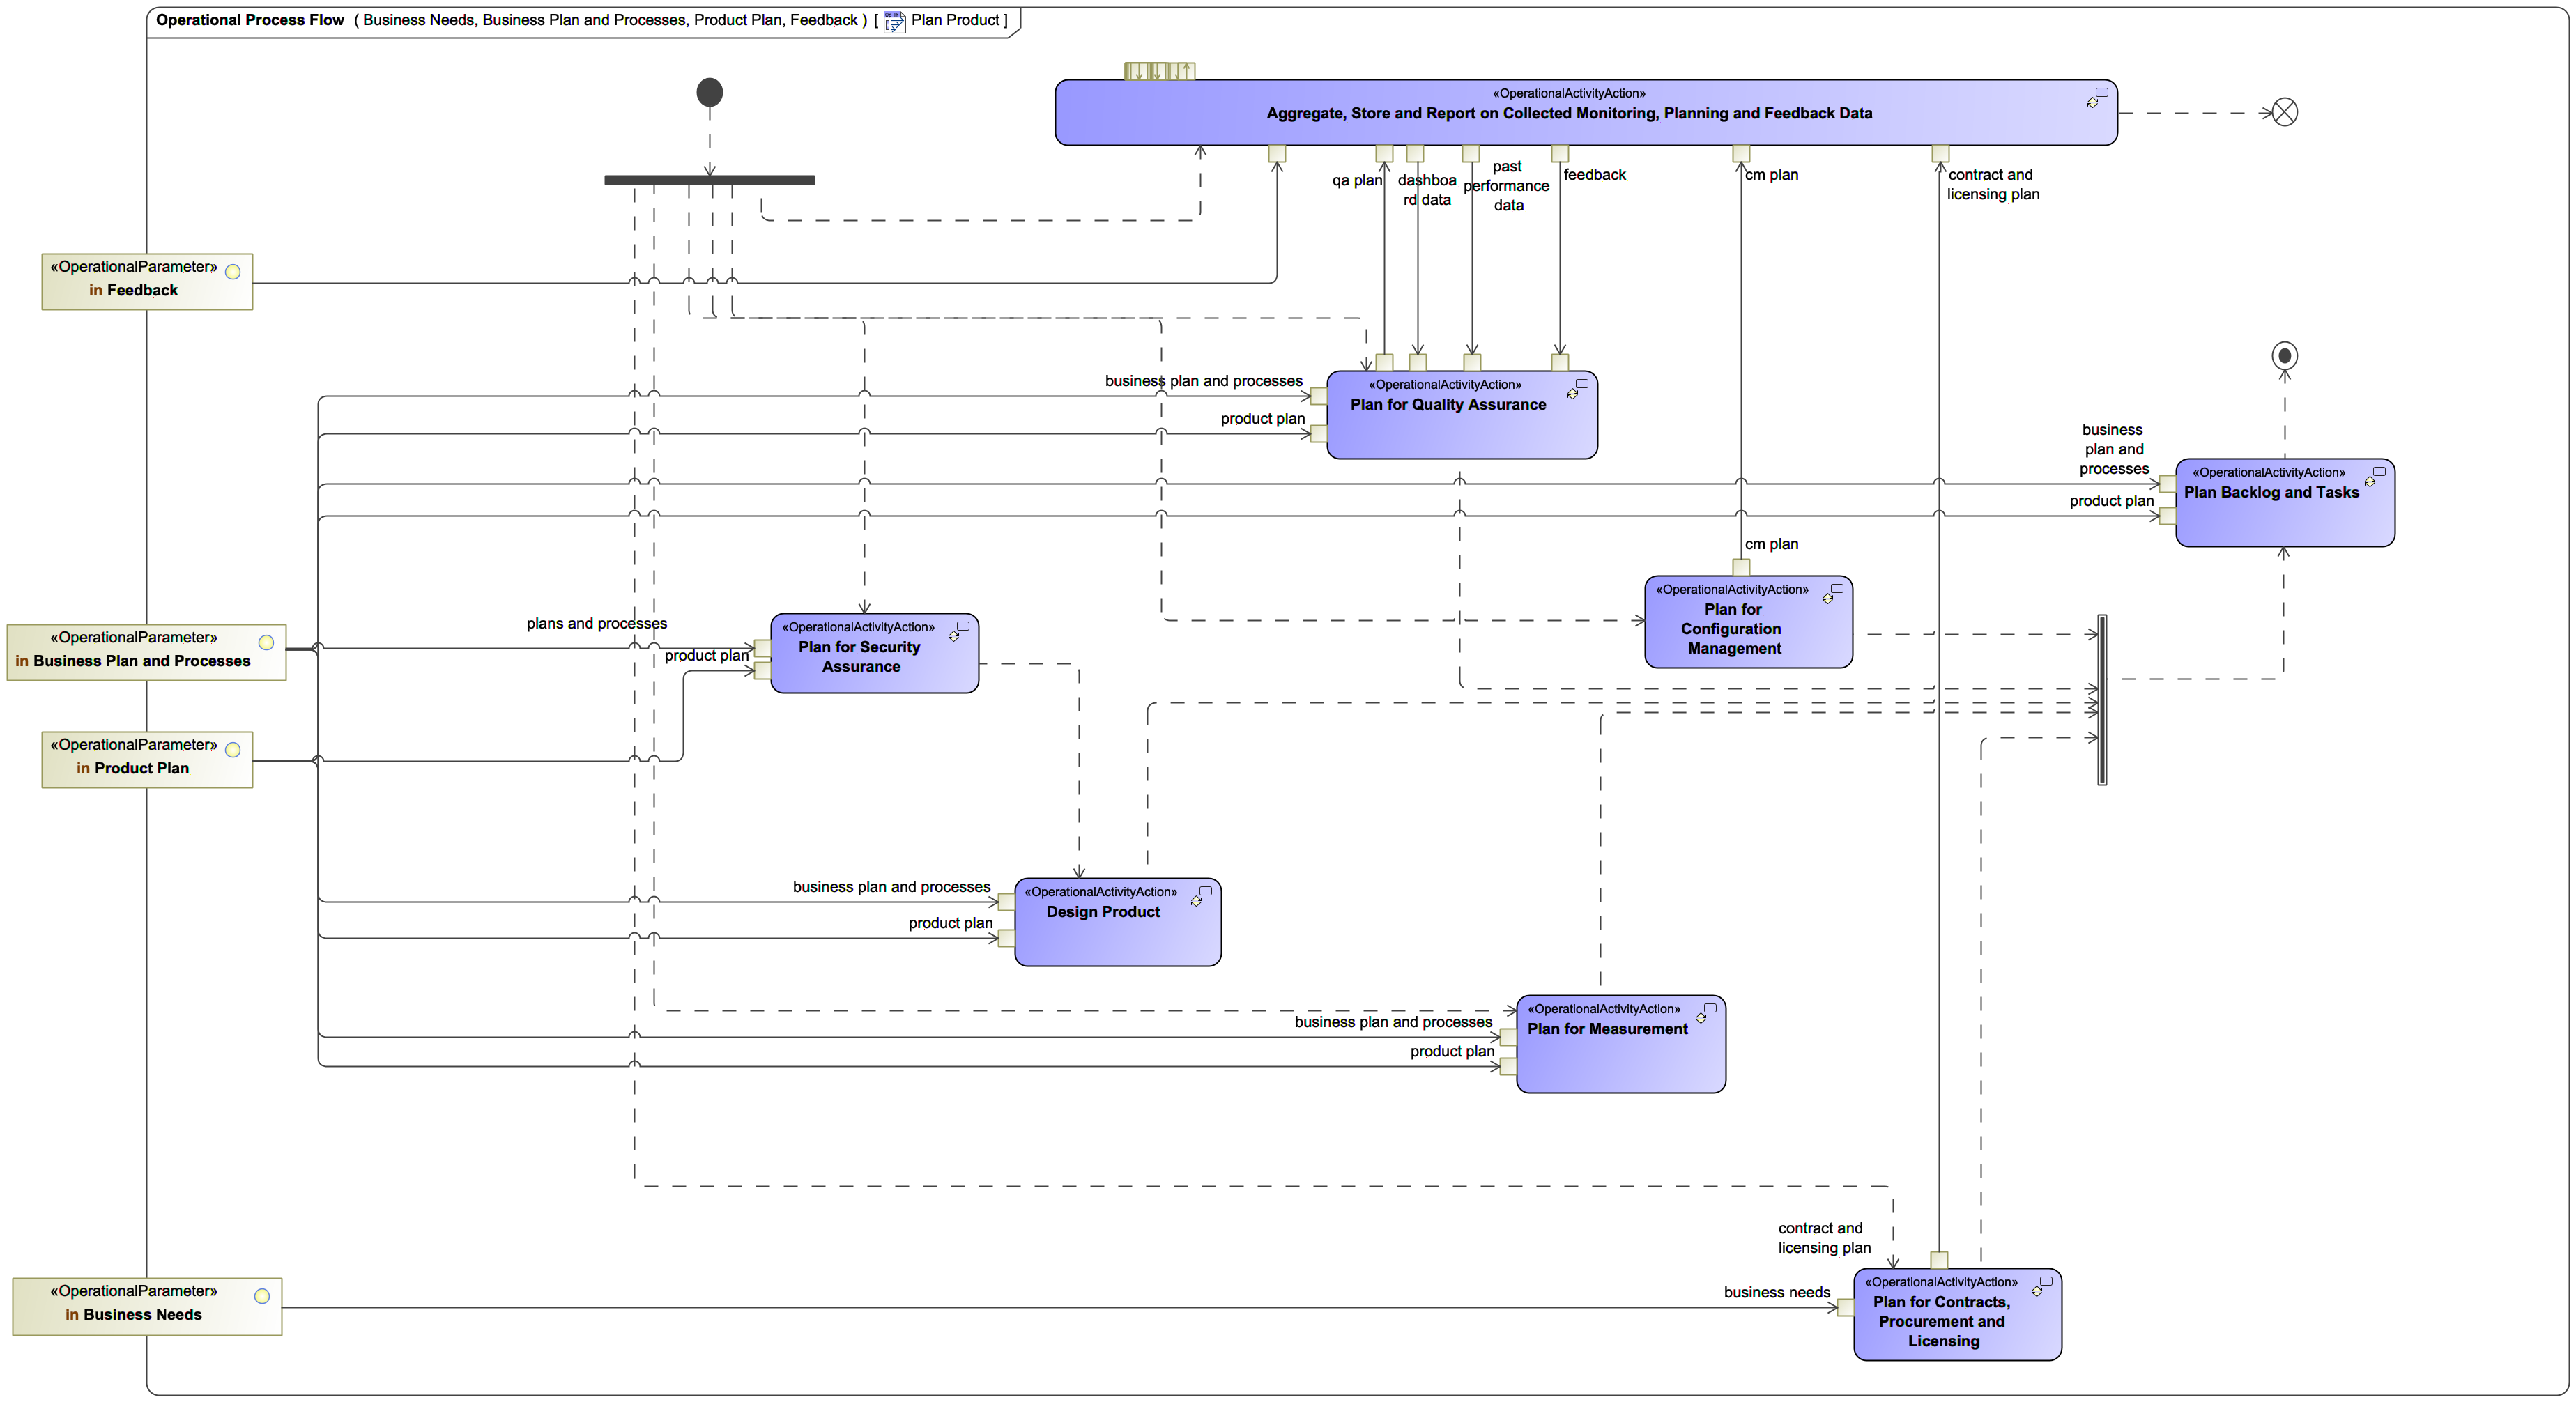 Operational Process Flow ( Business Needs, Business Plan and Processes, Product Plan, Feedback ) [ Plan Product ]
«OperationalActivityAction»
Aggregate, Store and Report on Collected Monitoring, Planning and Feedback Data
qa plan
dashboa
rd data
past
performance
data
feedback
cm plan
contract and
licensing plan
«OperationalParameter»
in Feedback
business plan and processes
product plan
«OperationalActivityAction»
Plan for Quality Assurance
business
plan and
processes
product plan
«OperationalActivityAction»
Plan Backlog and Tasks
cm plan
«OperationalActivityAction»
Plan for
Configuration
Management
«OperationalParameter»
in Business Plan and Processes
plans and processes
product plan
«OperationalActivityAction»
Plan for Security
Assurance
«OperationalParameter»
in Product Plan
business plan and processes
product plan
«OperationalActivityAction»
Design Product
business plan and processes
product plan
«OperationalActivityAction»
Plan for Measurement
contract and
licensing plan
«OperationalParameter»
in Business Needs
business needs
«OperationalActivityAction»
Plan for Contracts,
Procurement and
Licensing